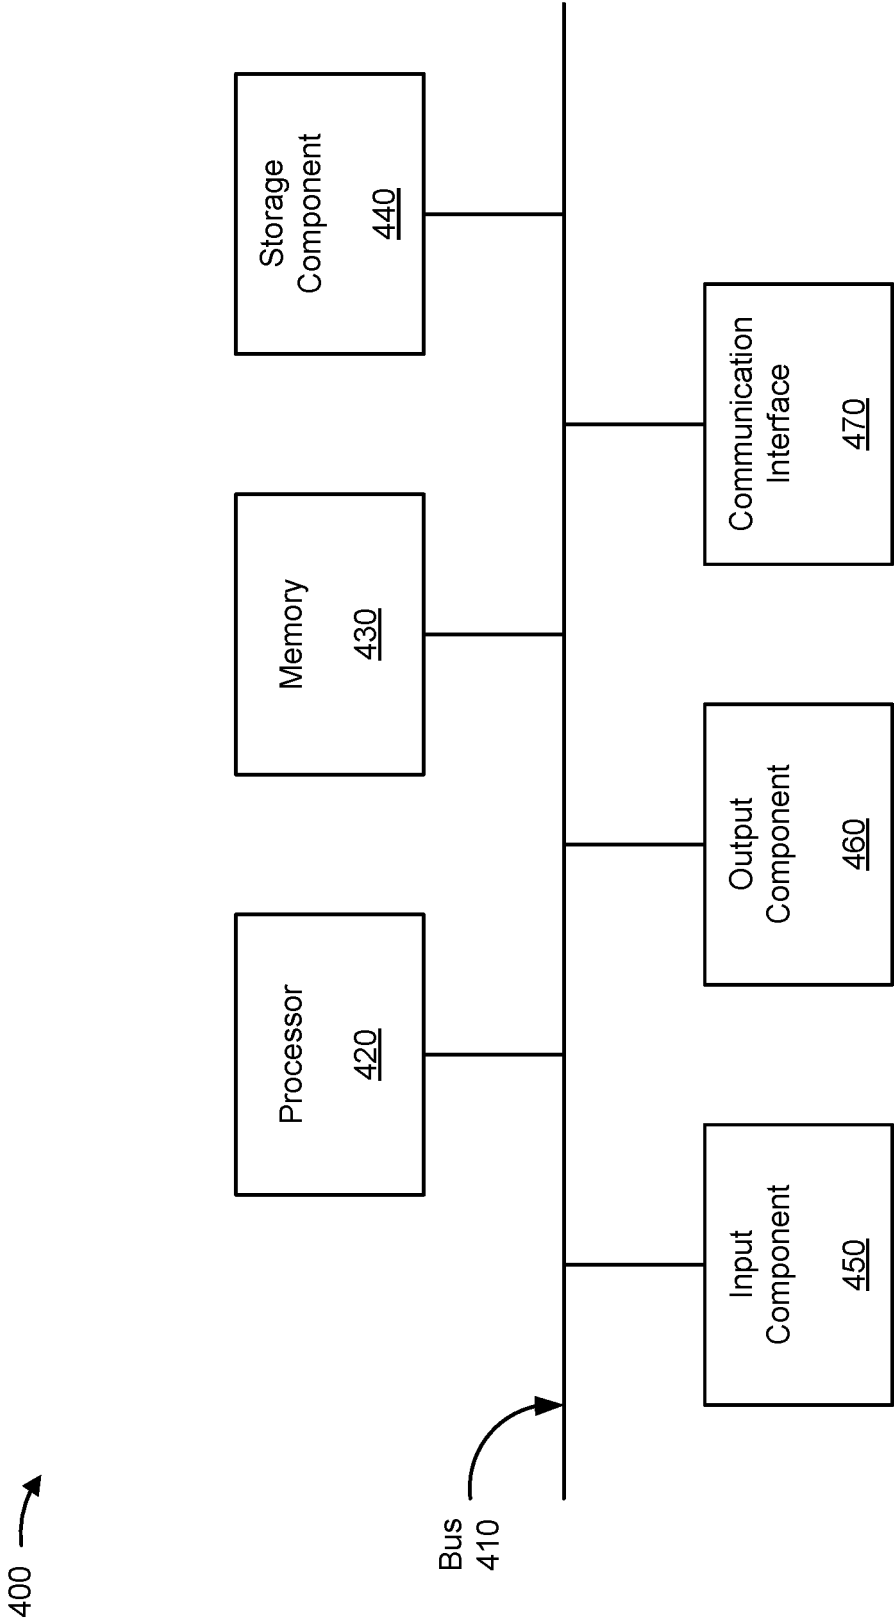 400
Processor
420
Memory
430
Storage
Component
440
Bus
410
Input
Component
450
Output
Component
460
Communication
Interface
470